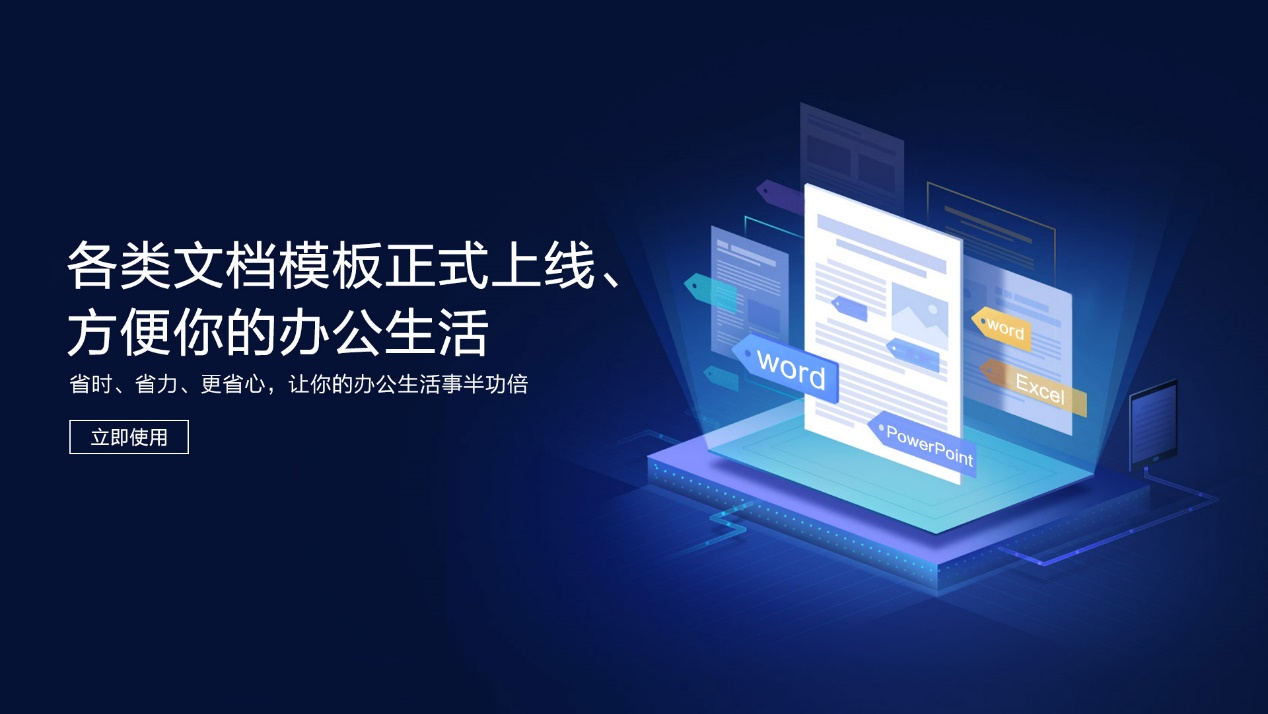 各类文档模板正式上线、
方便你的办公生活
省时、省力、更省心，让你的办公生活事半功倍
立即使用
word
word
Excel
PowerPoint